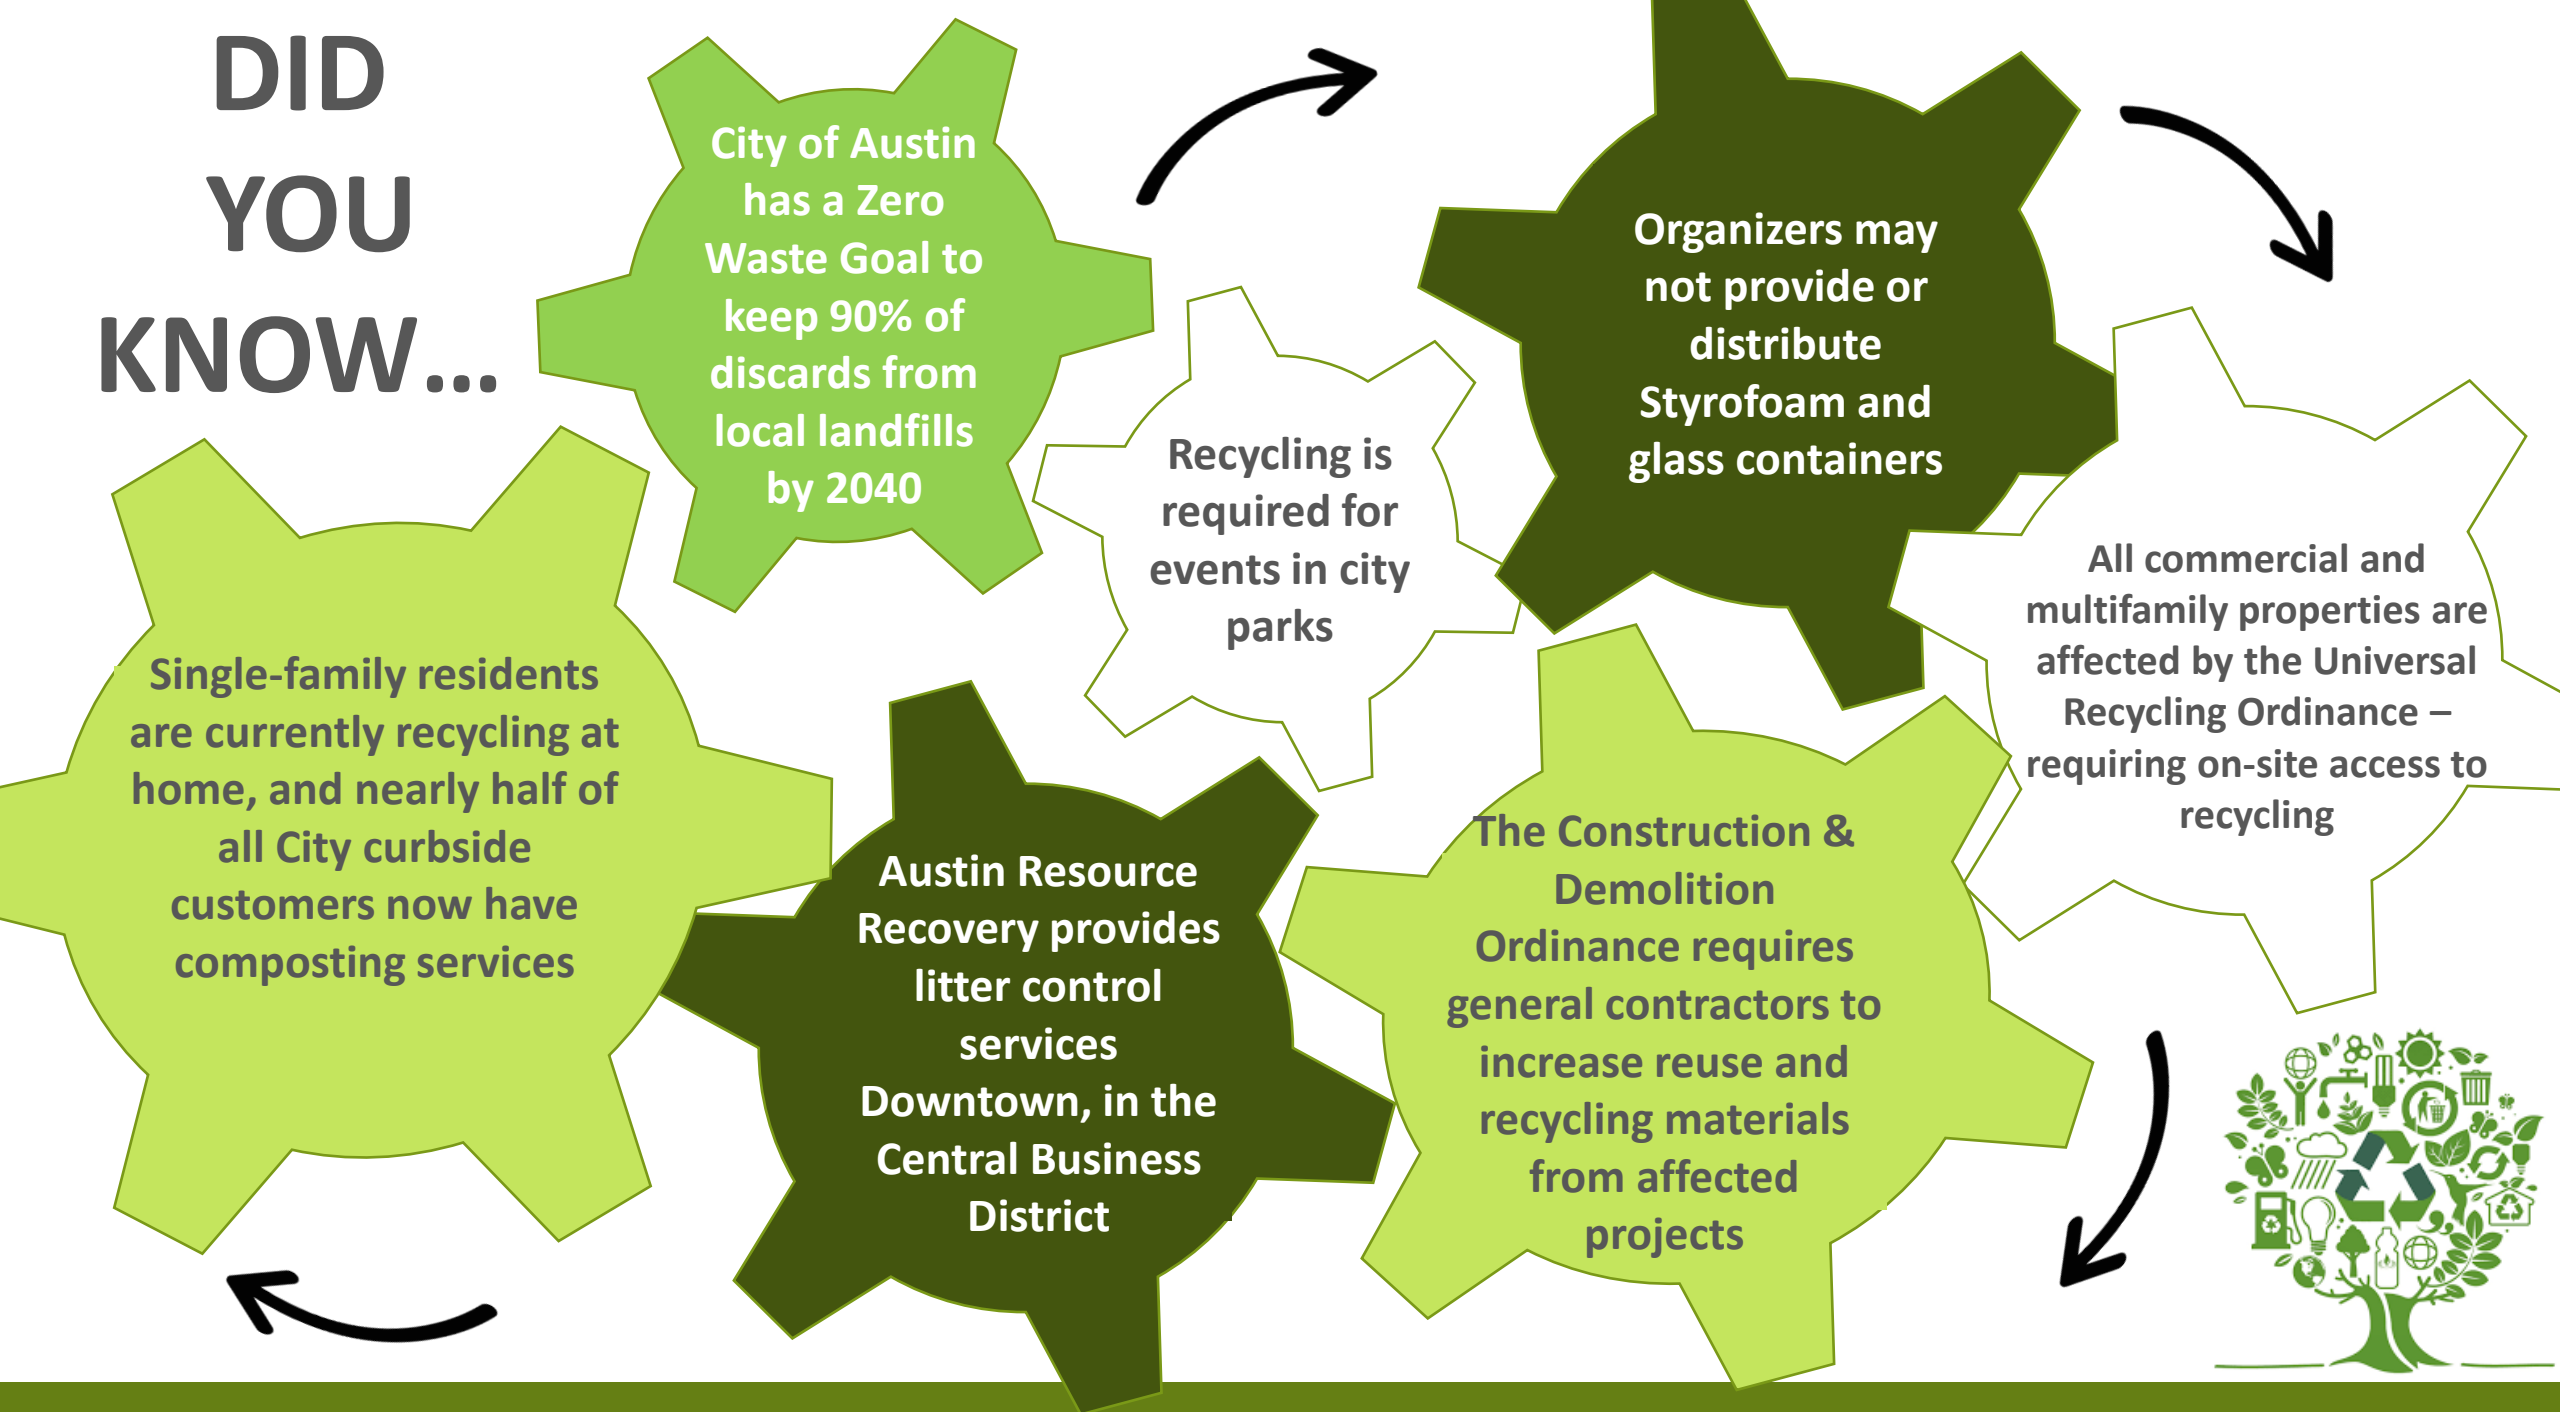 DID
YOU
KNOW…
City of Austin
has a Zero
Waste Goal to
keep 90% of
discards from
local landfills
by 2040
Recycling is
required for
events in city
parks
Organizers may
not provide or
distribute
Styrofoam and
glass containers
All commercial and
multifamily properties are
affected by the Universal
Recycling Ordinance –
requiring on-site access to
recycling
Single-family residents
are currently recycling at
home, and nearly half of
all City curbside
customers now have
composting services
Austin Resource
Recovery provides
litter control
services
Downtown, in the
Central Business
District
The Construction &
Demolition
Ordinance requires
general contractors to
increase reuse and
recycling materials
from affected
projects